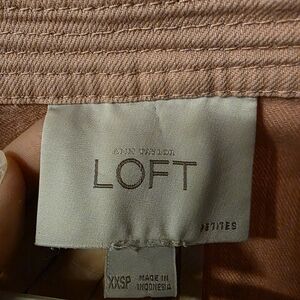 ANN TAYLOR
LOFT
PETITES
XXSP
MADE IN
INDONESIA